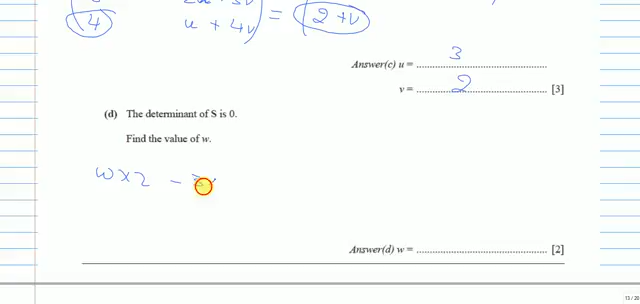 4 u + 4v = 2 + v
Answer(c) u = 3
v = 2 [3]
(d) The determinant of S is 0.
Find the value of w.
w × 2 - 3
Answer(d) w = [2]
13 / 20